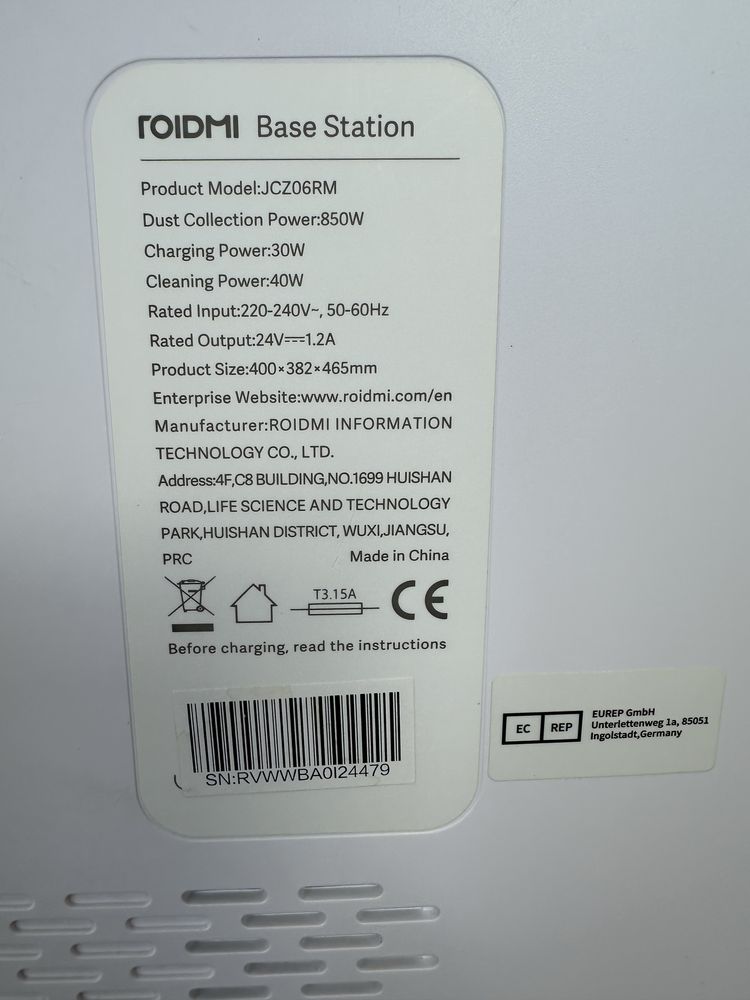 ROIDMI Base Station
Product Model:JCZ06RM
Dust Collection Power:850W
Charging Power:30W
Cleaning Power:40W
Rated Input:220-240V~, 50-60Hz
Rated Output:24V⎓1.2A
Product Size:400×382×465mm
Enterprise Website:www.roidmi.com/en
Manufacturer:ROIDMI INFORMATION
TECHNOLOGY CO., LTD.
Address:4F,C8 BUILDING,NO.1699 HUISHAN
ROAD,LIFE SCIENCE AND TECHNOLOGY
PARK,HUISHAN DISTRICT, WUXI,JIANGSU,
PRC Made in China
T3.15A
CE
Before charging, read the instructions
SN:RVWWBA0I24479
EC REP
EUREP GmbH
Unterlettenweg 1a, 85051
Ingolstadt,Germany